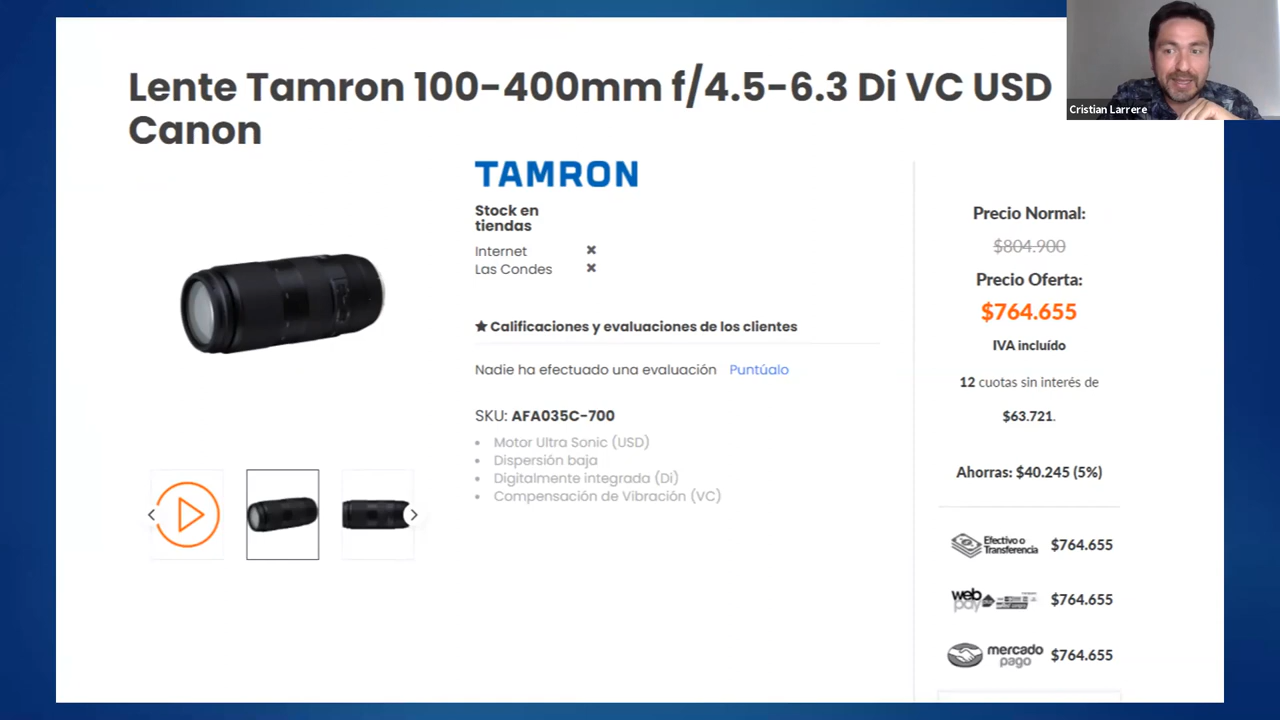 Lente Tamron 100-400mm f/4.5-6.3 Di VC USD
Canon
Cristian Larrere
TAMRON
Stock en
tiendas
Internet ✖
Las Condes ✖
★ Calificaciones y evaluaciones de los clientes
Nadie ha efectuado una evaluación Puntúalo
SKU: AFA035C-700
• Motor Ultra Sonic (USD)
• Dispersión baja
• Digitalmente integrada (Di)
• Compensación de Vibración (VC)
Precio Normal:
$804.900
Precio Oferta:
$764.655
IVA incluído
12 cuotas sin interés de
$63.721.
Ahorras: $40.245 (5%)
Efectivo o
Transferencia $764.655
web
pay $764.655
mercado
pago $764.655